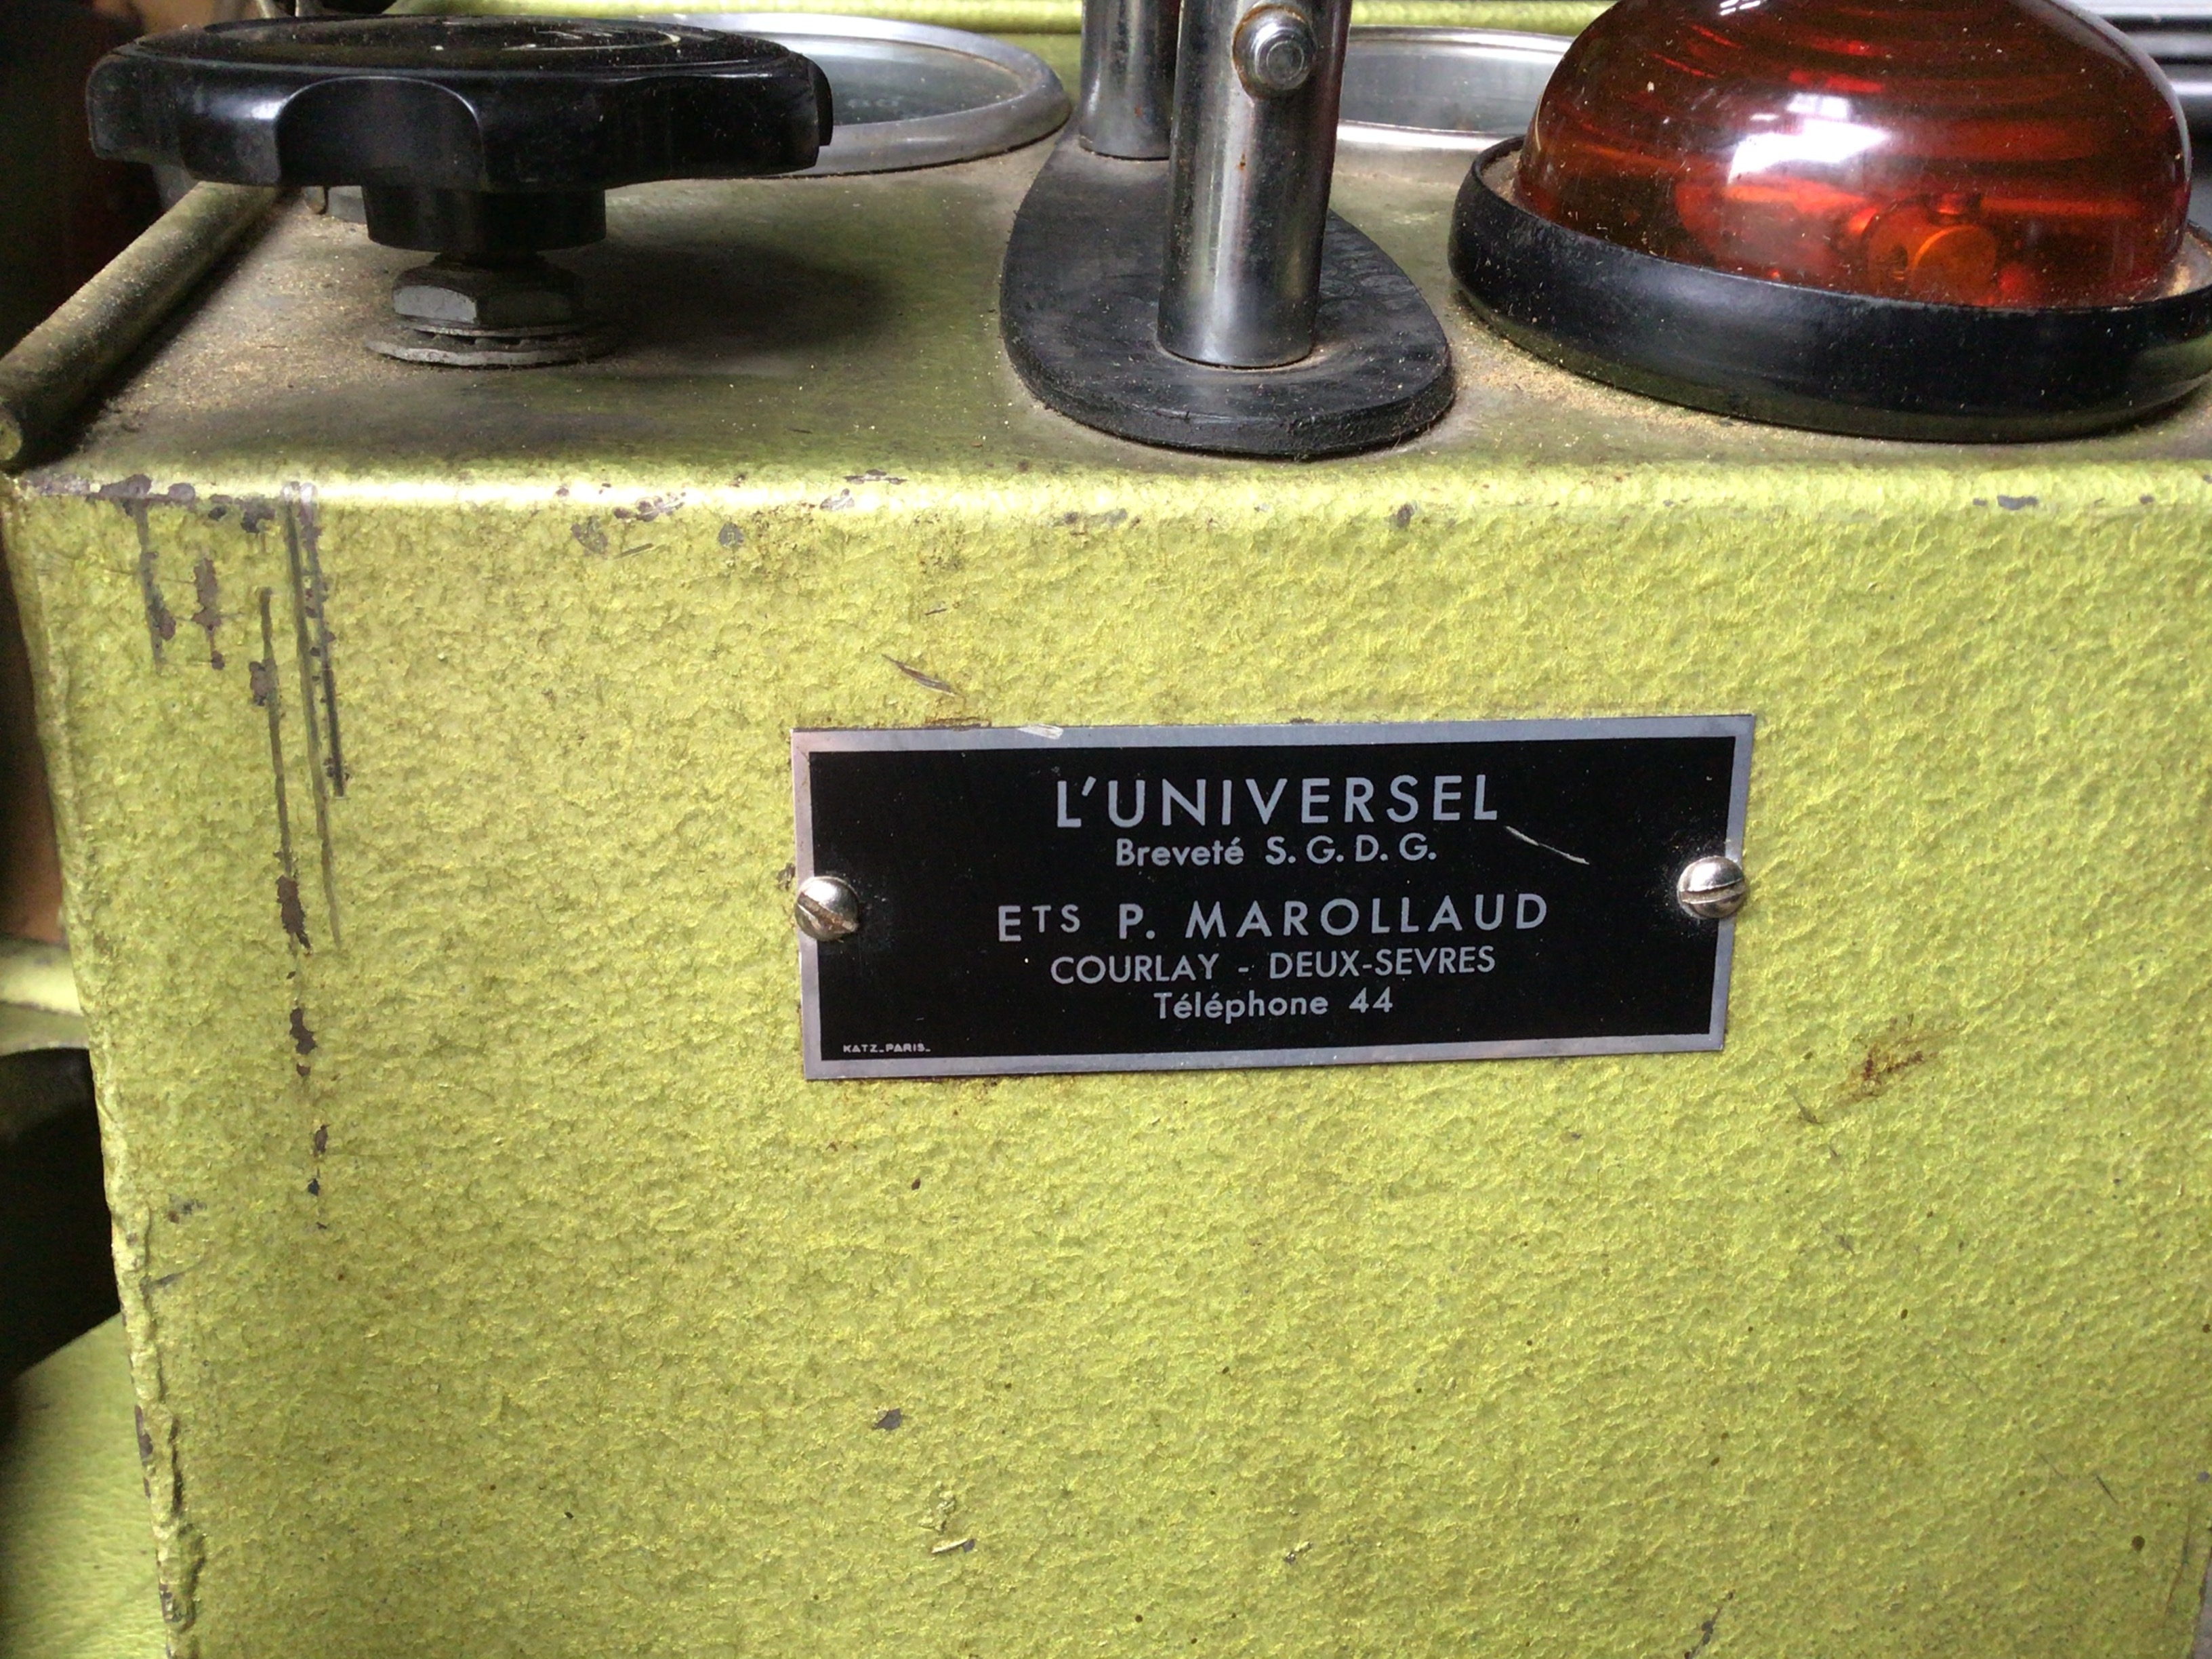 L'UNIVERSEL
Breveté S. G. D. G.
ETS P. MAROLLAUD
COURLAY - DEUX-SEVRES
Téléphone 44
KATZ_PARIS_